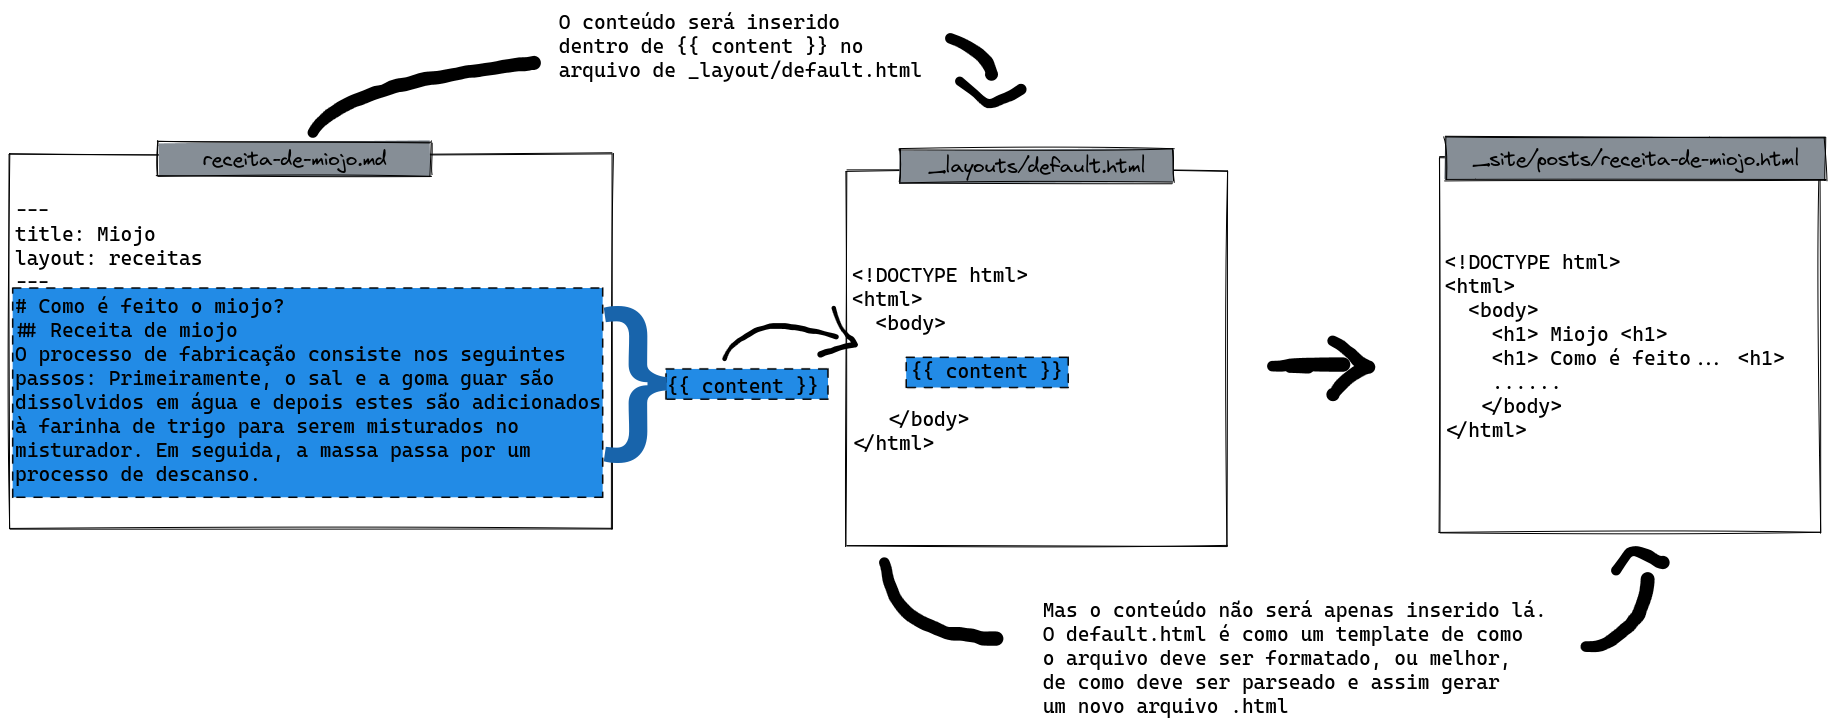 O conteúdo será inserido
dentro de {{ content }} no
arquivo de _layout/default.html
receita-de-miojo.md
---
title: Miojo
layout: receitas
---
# Como é feito o miojo?
## Receita de miojo
O processo de fabricação consiste nos seguintes
passos: Primeiramente, o sal e a goma guar são
dissolvidos em água e depois estes são adicionados
à farinha de trigo para serem misturados no
misturador. Em seguida, a massa passa por um
processo de descanso.
{{ content }}
_layouts/default.html
<!DOCTYPE html>
<html>
<body>
{{ content }}
</body>
</html>
_site/posts/receita-de-miojo.html
<!DOCTYPE html>
<html>
<body>
<h1> Miojo <h1>
<h1> Como é feito... <h1>
......
</body>
</html>
Mas o conteúdo não será apenas inserido lá.
O default.html é como um template de como
o arquivo deve ser formatado, ou melhor,
de como deve ser parseado e assim gerar
um novo arquivo .html